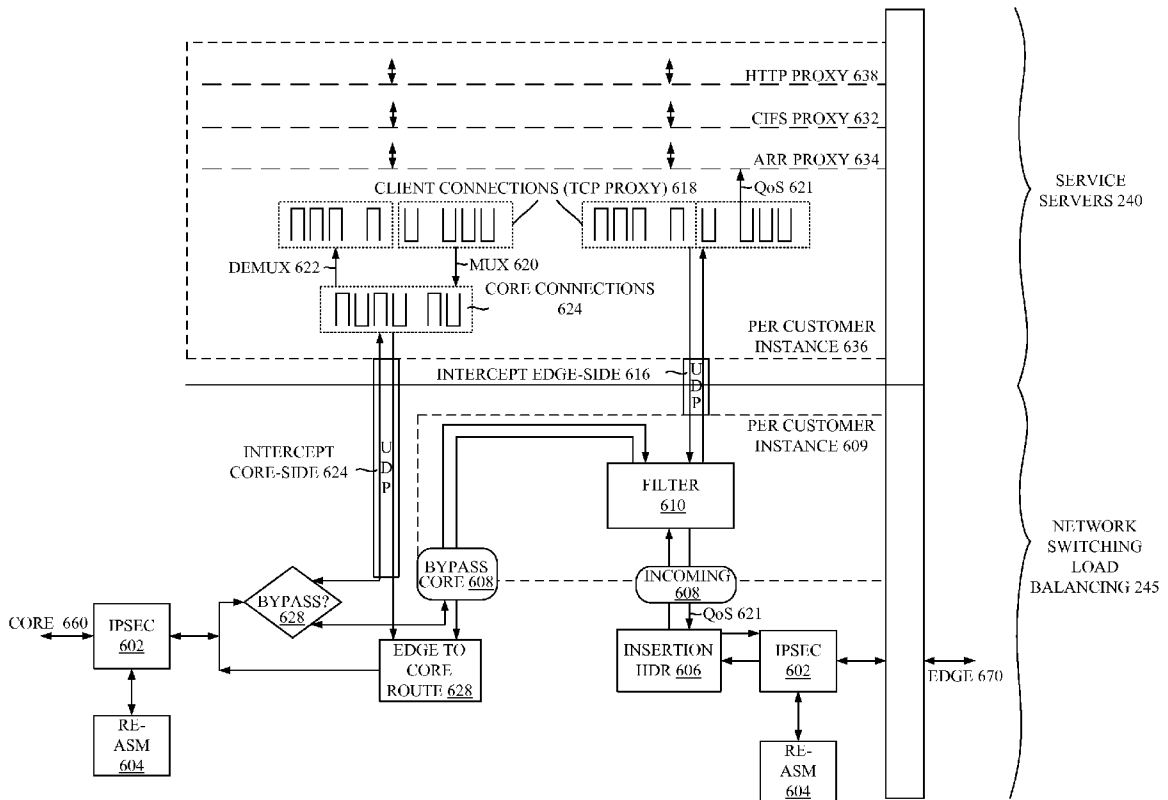 HTTP PROXY 638
CIFS PROXY 632
ARR PROXY 634
CLIENT CONNECTIONS (TCP PROXY) 618
QoS 621
SERVICE
SERVERS 240
DEMUX 622
MUX 620
CORE CONNECTIONS
624
PER CUSTOMER
INSTANCE 636
INTERCEPT EDGE-SIDE 616
U
D
P
PER CUSTOMER
INSTANCE 609
INTERCEPT
CORE-SIDE 624
U
D
P
FILTER
610
NETWORK
SWITCHING
LOAD
BALANCING 245
BYPASS
CORE 608
INCOMING
608
BYPASS?
628
QoS 621
CORE 660
IPSEC
602
EDGE TO
CORE
ROUTE 628
INSERTION
HDR 606
IPSEC
602
EDGE 670
RE-
ASM
604
RE-
ASM
604